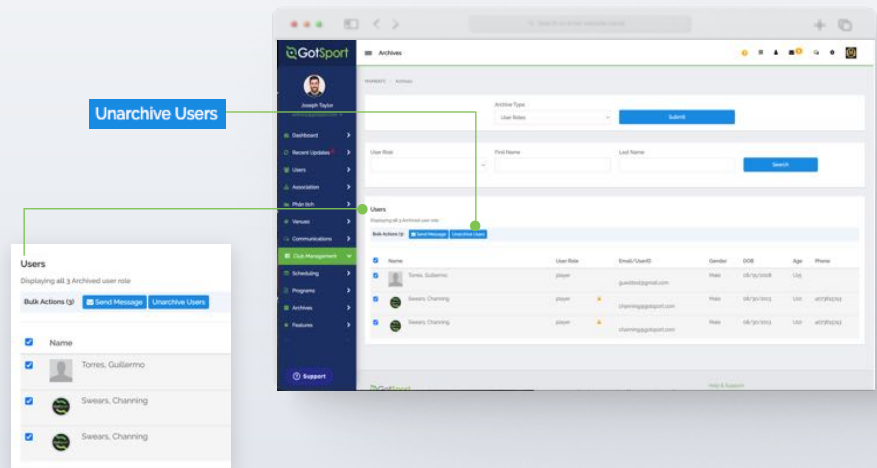 GotSport
Archives
Joseph Taylor
Archives
Archive Type
User Roles
Submit
Unarchive Users
Dashboard
Recent Updates
Users
Association
Phân tích
Venues
Communications
Club Management
Scheduling
Programs
Archives
Features
Support
User Role
First Name
Last Name
Search
Users
Displaying all 3 Archived user role
Bulk Actions (3) Send Message Unarchive Users
Name User Role Email/UserID Gender DOB Age Phone
Torres, Guillermo player Male
Swears, Channing player Male
Swears, Channing player Male
GotSport
Help & Support
Users
Displaying all 3 Archived user role
Bulk Actions (3) Send Message Unarchive Users
Name
Torres, Guillermo
Swears, Channing
Swears, Channing